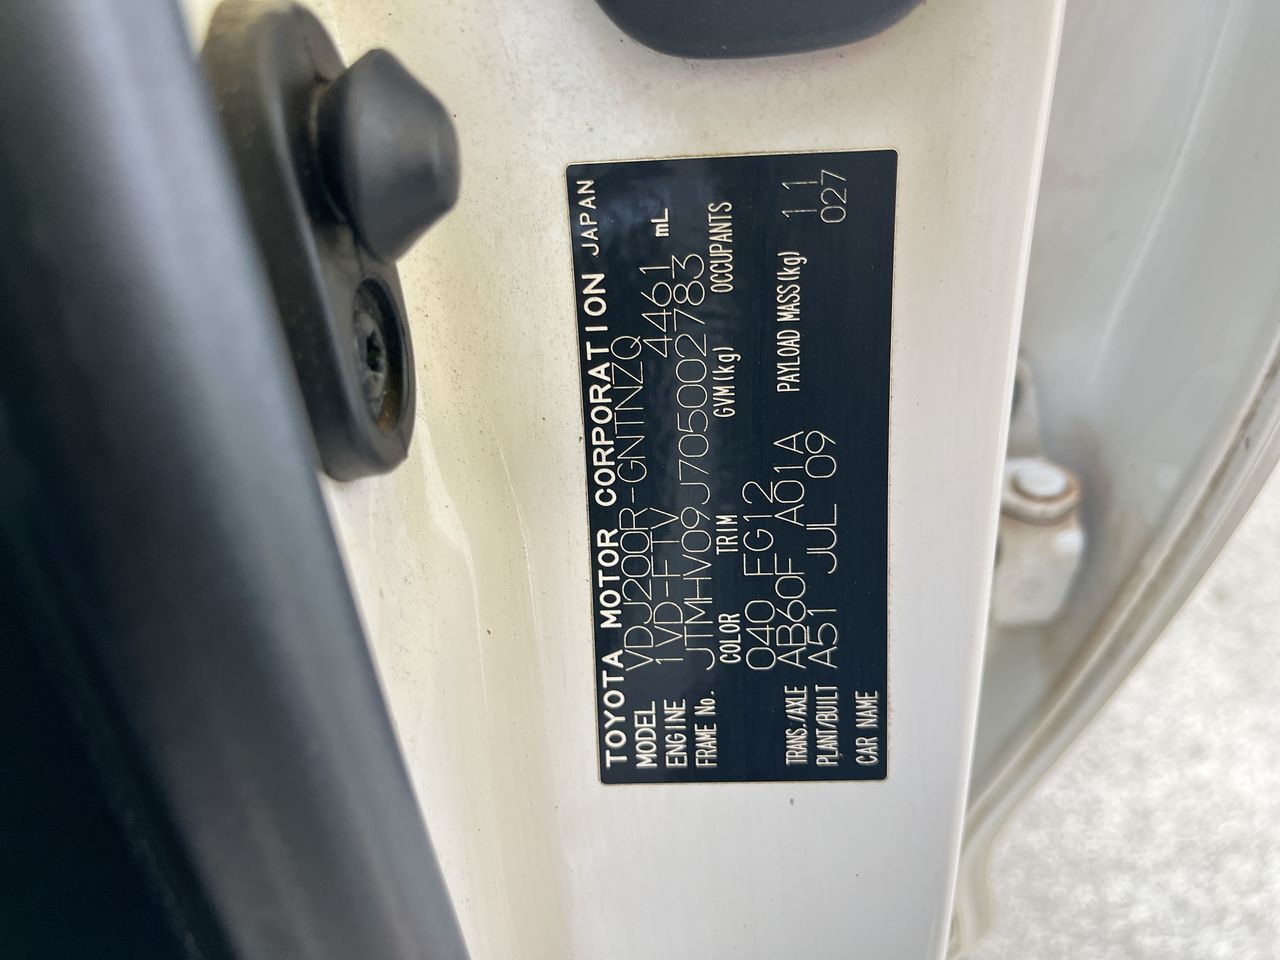 TOYOTA MOTOR CORPORATION JAPAN
MODEL VDJ200R-GNTNZQ
ENGINE 1VD-FTV 4461 mL
FRAME No. JTMHV09J705002783
COLOR TRIM GVM(kg) OCCUPANTS
040 FG12
TRANS./AXLE AB60F A01A PAYLOAD MASS(kg) 11
PLANT/BUILT A51 JUL 09 027
CAR NAME